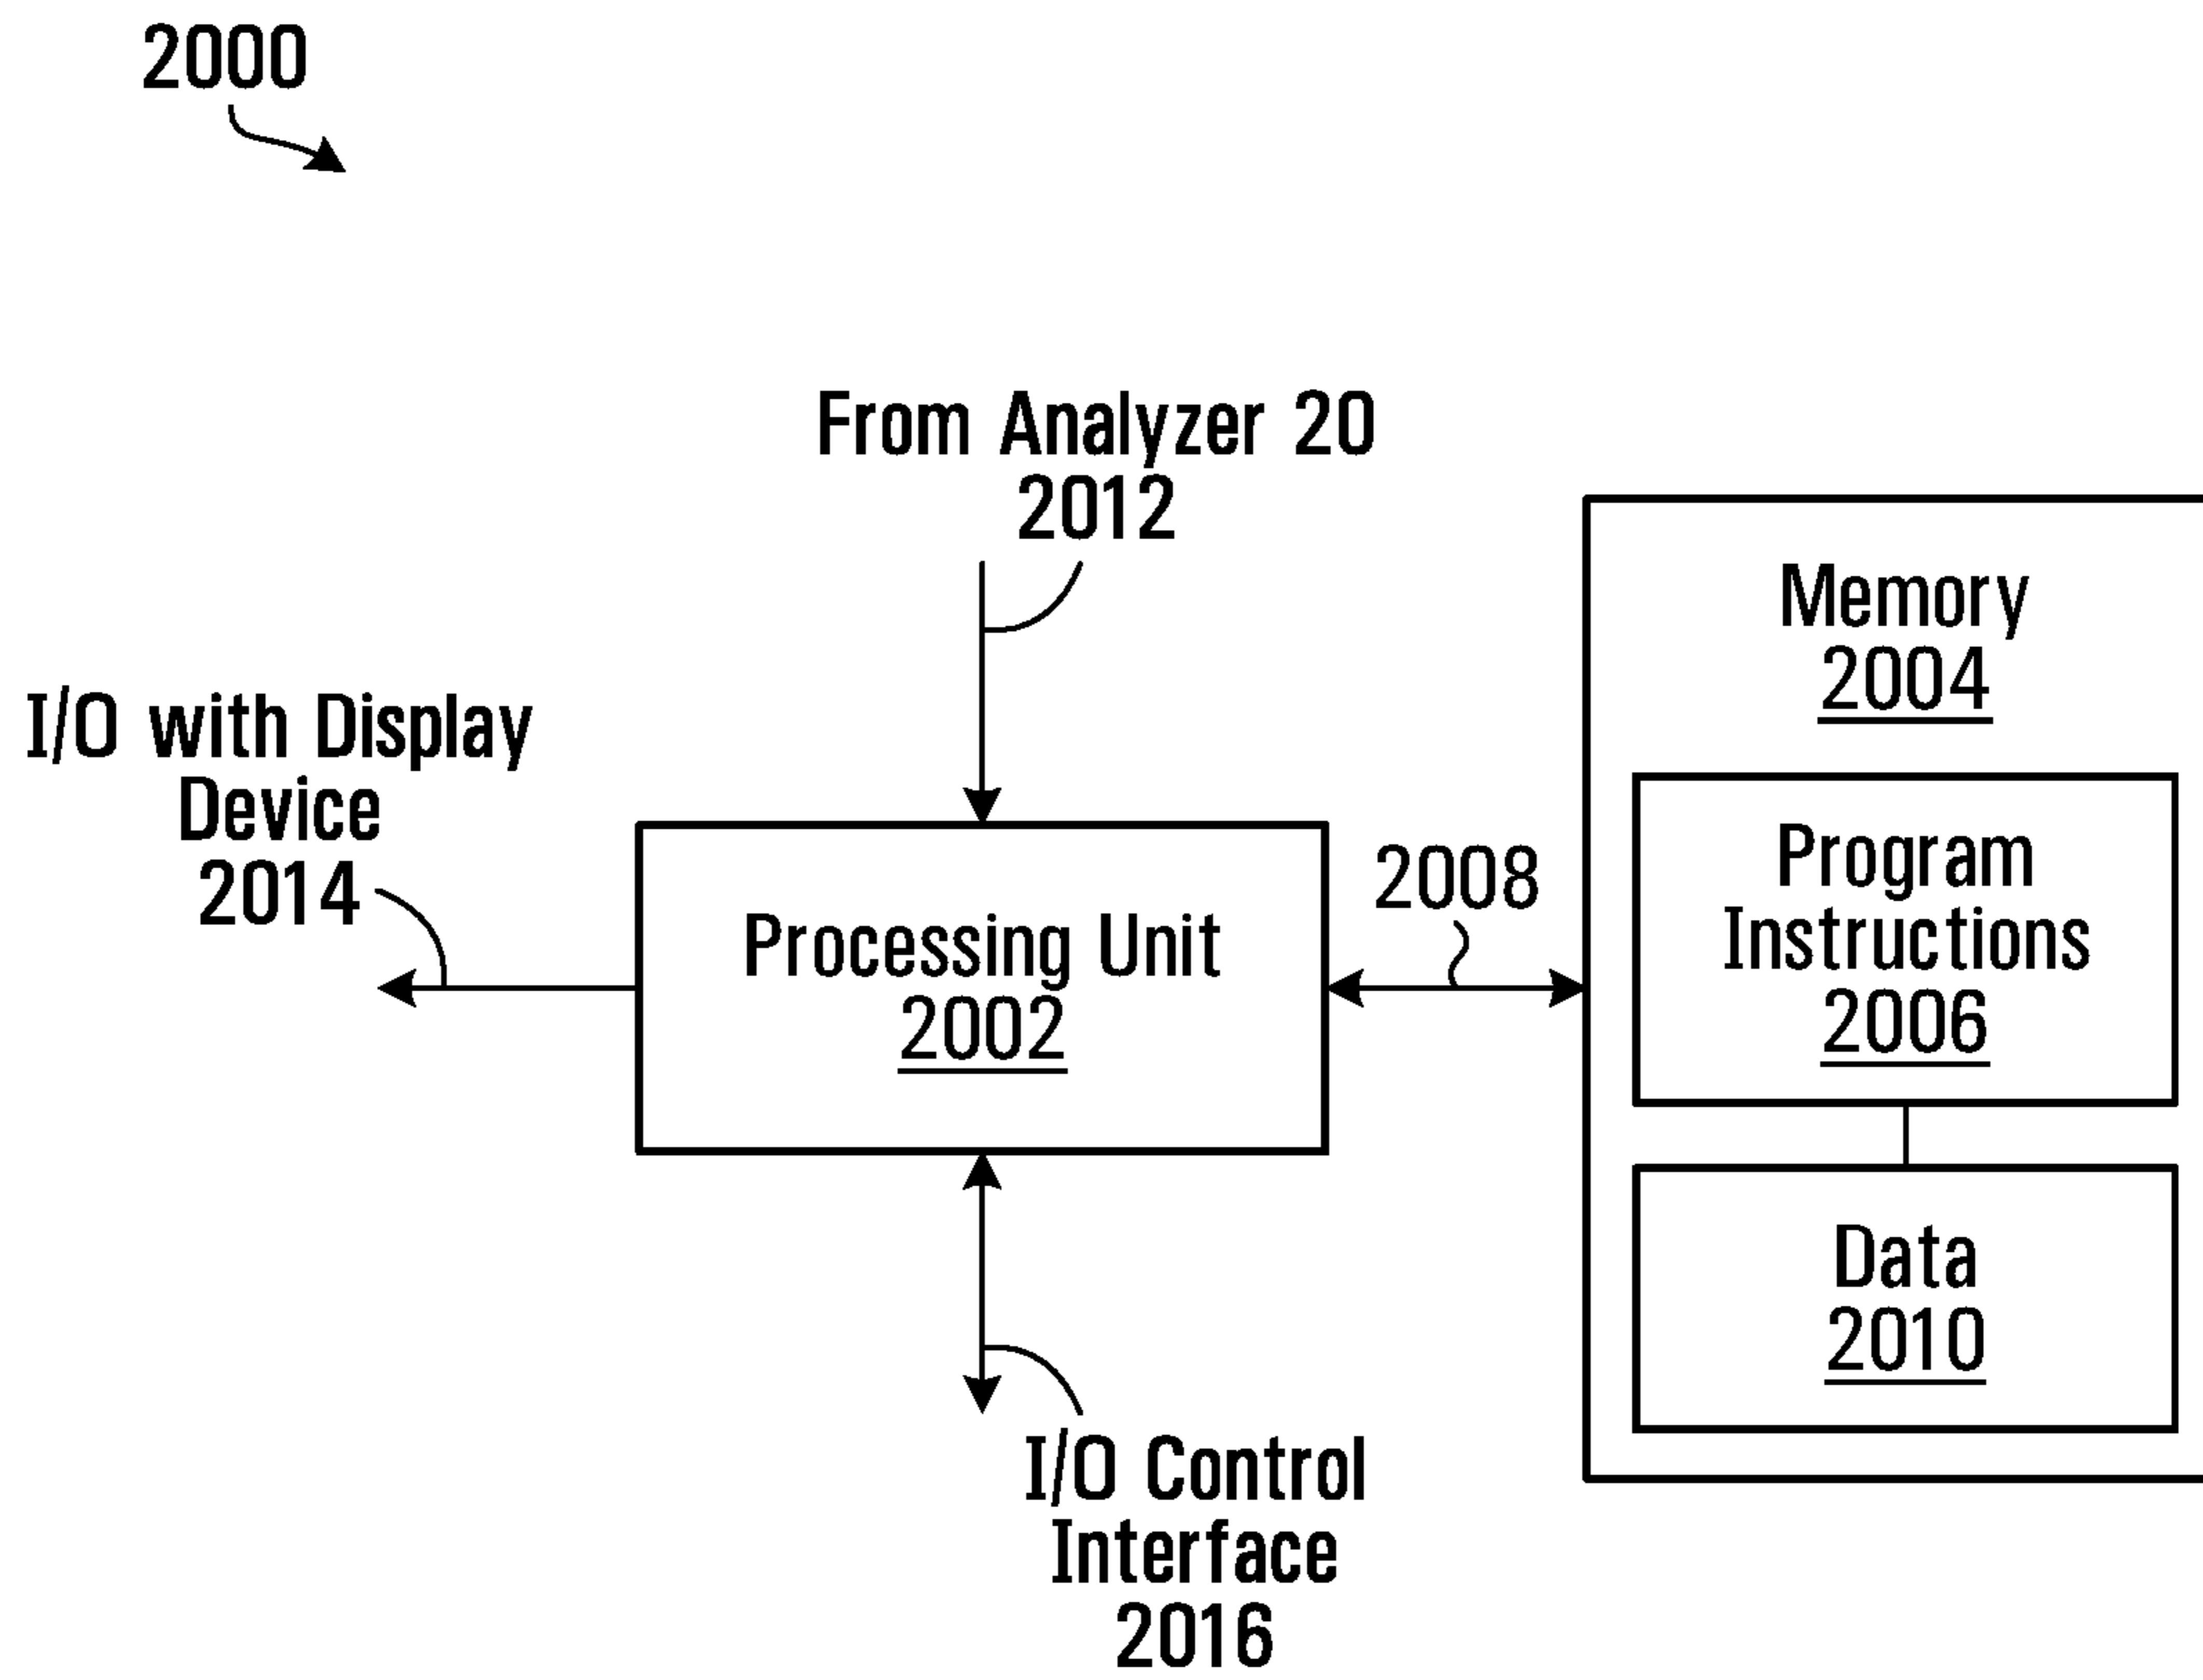 2000
From Analyzer 20
2012
I/O with Display
Device
2014
Processing Unit
2002
2008
Memory
2004
Program
Instructions
2006
Data
2010
I/O Control
Interface
2016